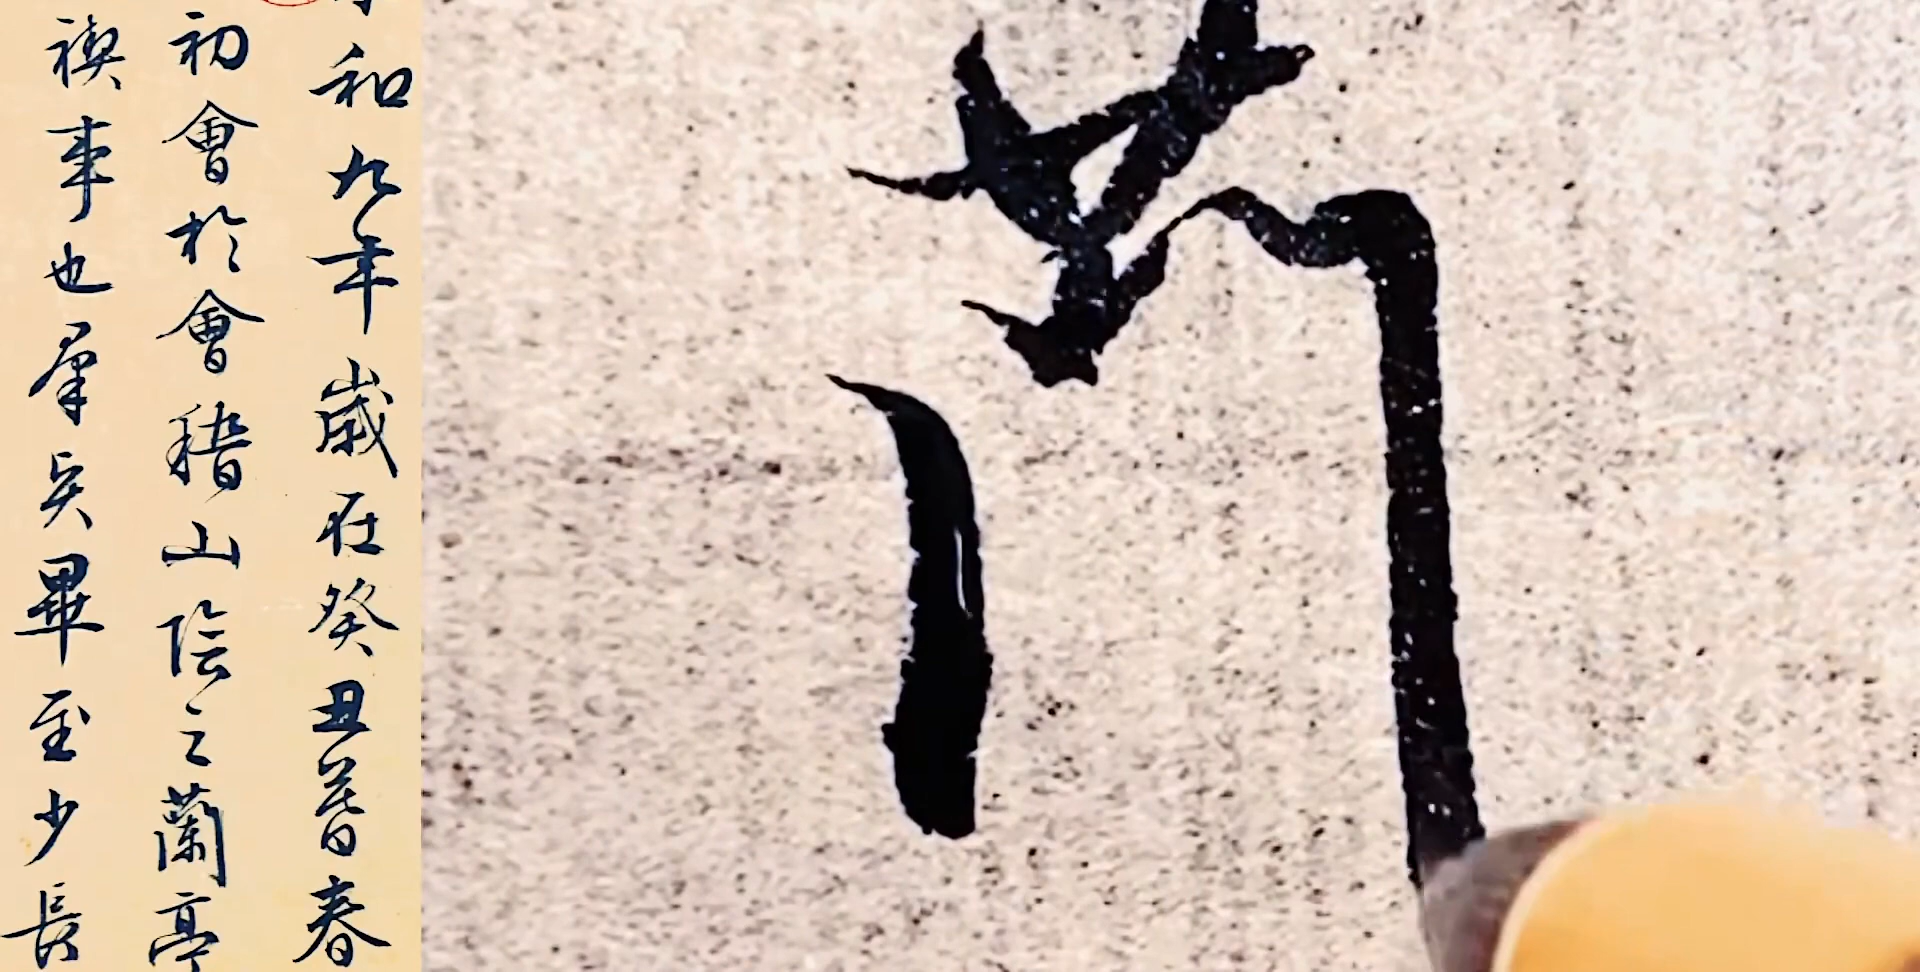 和九年歲在癸丑暮春
初會於會稽山陰之蘭亭
禊事也羣賢畢至少長